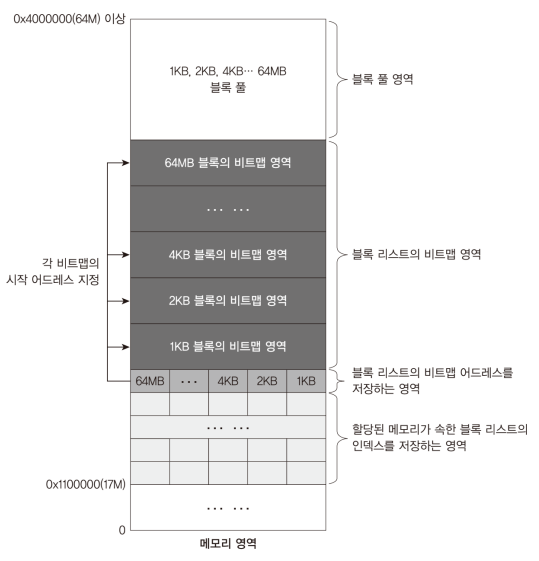 0x4000000(64M) 이상
1KB, 2KB, 4KB… 64MB
블록 풀
블록 풀 영역
64MB 블록의 비트맵 영역
… …
4KB 블록의 비트맵 영역
2KB 블록의 비트맵 영역
1KB 블록의 비트맵 영역
각 비트맵의
시작 어드레스 지정
블록 리스트의 비트맵 영역
64MB … 4KB 2KB 1KB
블록 리스트의 비트맵 어드레스를
저장하는 영역
… …
할당된 메모리가 속한 블록 리스트의
인덱스를 저장하는 영역
0x1100000(17M)
… …
0
메모리 영역